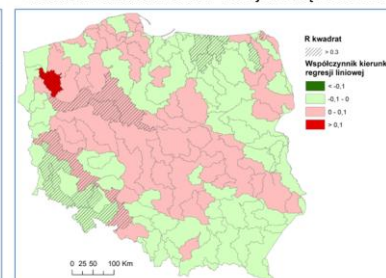 R kwadrat
> 0.3
Współczynnik kierunk
regresji liniowej
< -0,1
-0,1 - 0
0 - 0,1
> 0,1
0 25 50 100 Km